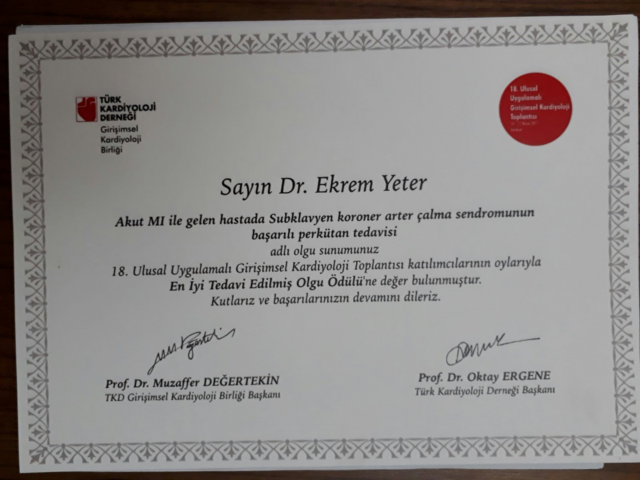 TÜRK
KARDİYOLOJİ
DERNEĞİ
Girişimsel
Kardiyoloji
Birliği
18. Ulusal
Uygulamalı
Girişimsel Kardiyoloji
Toplantısı
Sayın Dr. Ekrem Yeter
Akut MI ile gelen hastada Subklavyen koroner arter çalma sendromunun
başarılı perkütan tedavisi
adlı olgu sunumunuz
18. Ulusal Uygulamalı Girişimsel Kardiyoloji Toplantısı katılımcılarının oylarıyla
En İyi Tedavi Edilmiş Olgu Ödülü'ne değer bulunmuştur.
Kutlarız ve başarılarınızın devamını dileriz.
Prof. Dr. Muzaffer DEĞERTEKİN
TKD Girişimsel Kardiyoloji Birliği Başkanı
Prof. Dr. Oktay ERGENE
Türk Kardiyoloji Derneği Başkanı